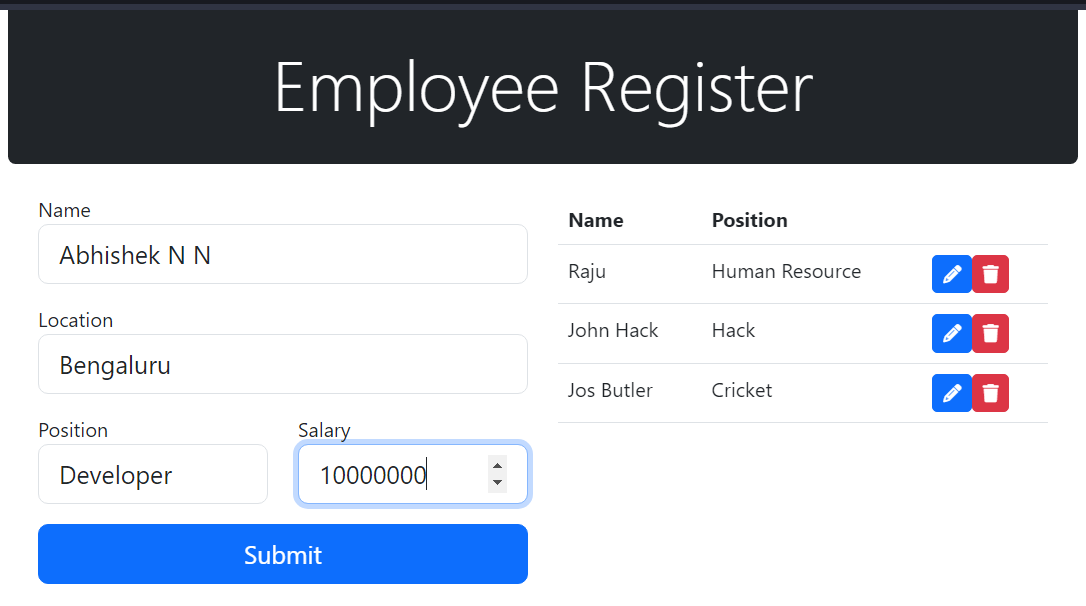 Employee Register
Name
Abhishek N N
Location
Bengaluru
Position Salary
Developer 10000000
Submit
Name Position
Raju Human Resource
John Hack Hack
Jos Butler Cricket